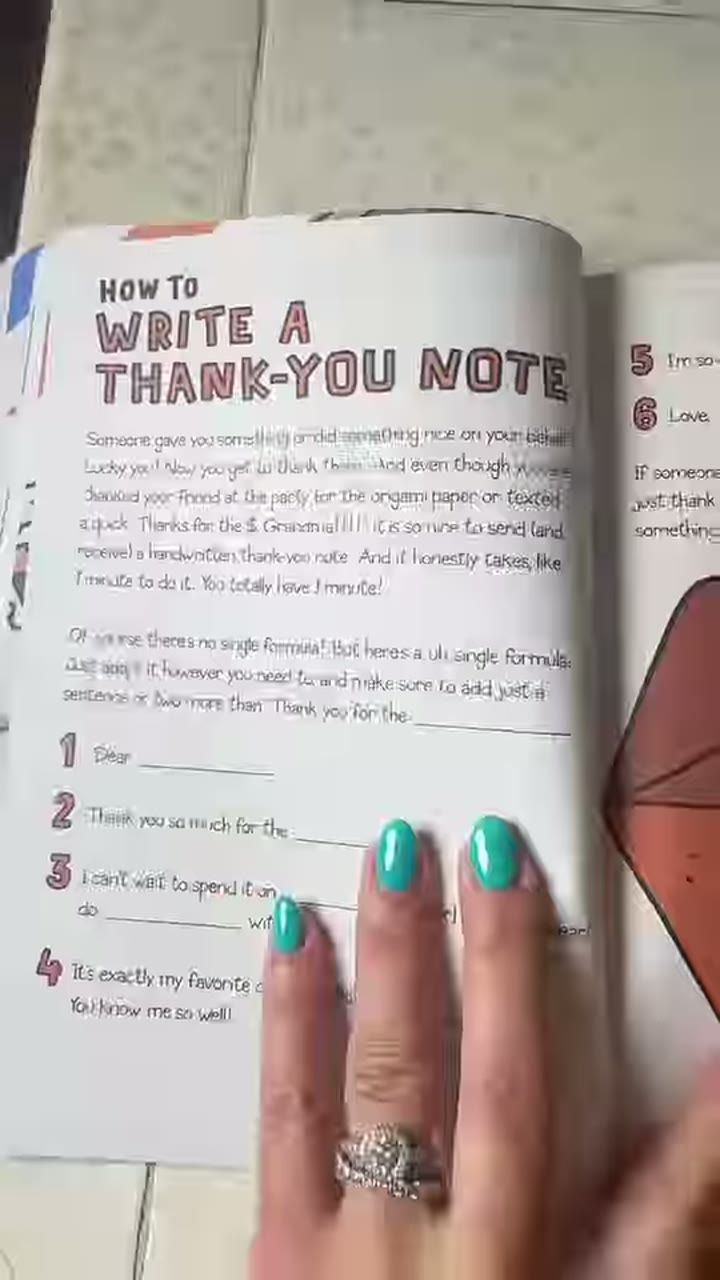 HOW TO
WRITE A
THANK-YOU NOTE
Someone gave you something or did something nice on your behalf.
Lucky you! Now you get to thank them. And even though
thanked your friend at the party for the origami paper or texted
a quick Thanks for the $, Grandma!!!!! it is so nice to send (and
receive) a handwritten thank-you note. And it honestly takes, like
1 minute to do it. You totally have 1 minute!
Of course there's no single formula! But here's a, uh, single formula.
Just it however you need to, and make sure to add just a
sentence or two more than Thank you for the
1 Dear
2 Thank you so much for the
3 I can't wait to spend it on
do
4 It's exactly my favorite
You know me so well!
5 I'm so
6 Love,
If someone
just thank
something